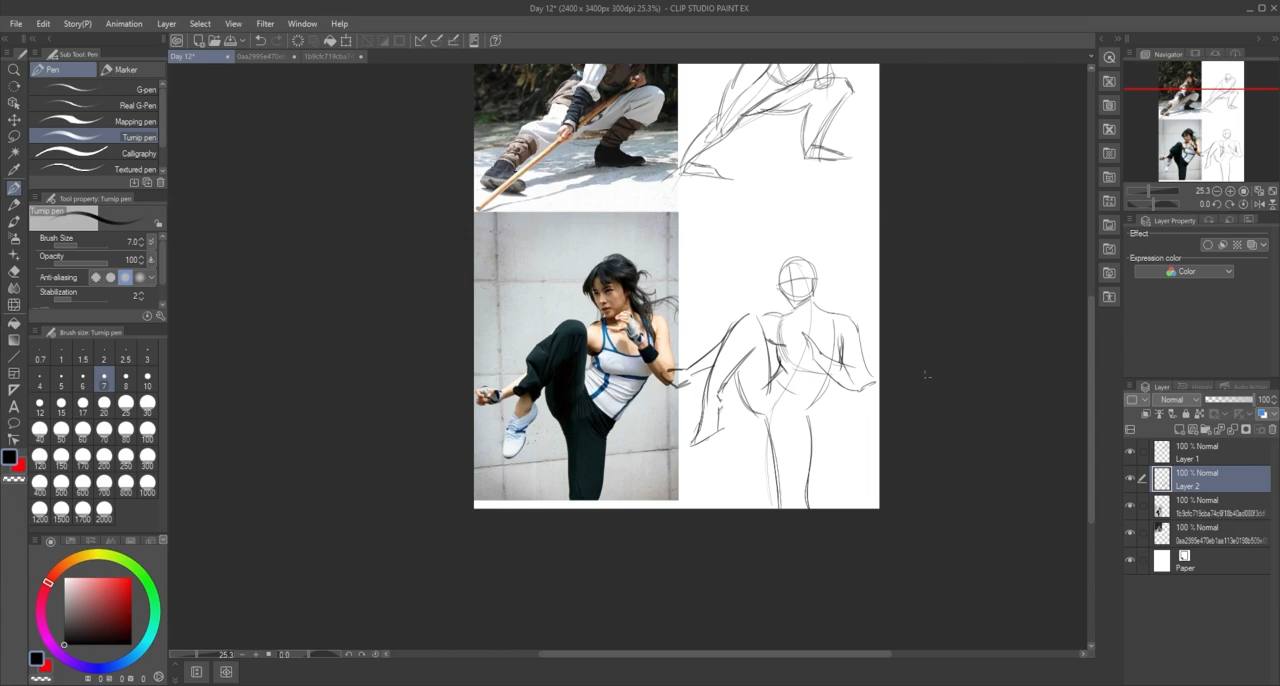 Day 12* (2400 x 3400px 300dpi 25.3%) - CLIP STUDIO PAINT EX
File Edit Story(P) Animation Layer Select View Filter Window Help
Day 12*
Sub Tool: Pen
Pen Marker
G-pen
Real G-Pen
Mapping pen
Turnip pen
Calligraphy
Textured pen
Tool property: Turnip pen
Turnip pen
Brush Size 7.0
Opacity 100
Anti-aliasing
Stabilization 2
Brush size: Turnip pen
0.7 1 1.5 2 2.5 3
4 5 6 7 8 10
12 15 17 20 25 30
40 50 60 70 80 100
120 150 170 200 250 300
400 500 600 700 800 1000
1200 1500 1700 2000
0 0 0
25.3 0.0
Navigator
25.3
0.0
Layer Property
Effect
Expression color
Color
Layer
Normal 100
100 % Normal
Layer 1
100 % Normal
Layer 2
100 % Normal
100 % Normal
Paper